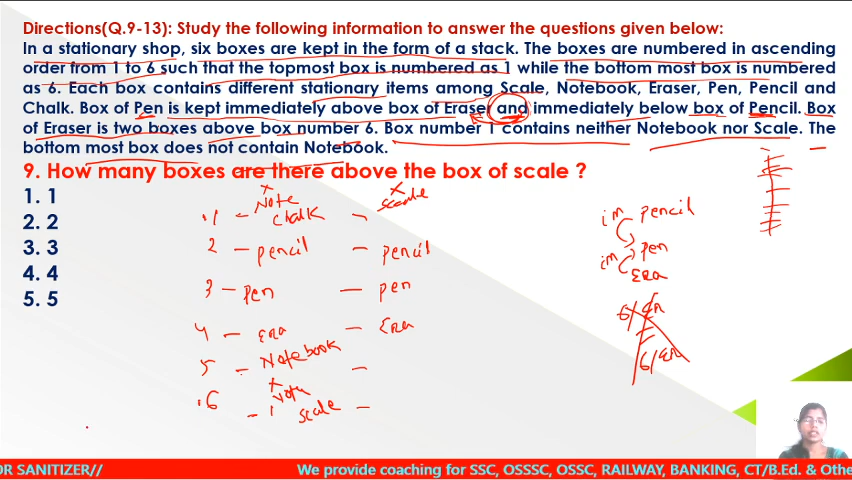 Directions(Q.9-13): Study the following information to answer the questions given below:
In a stationary shop, six boxes are kept in the form of a stack. The boxes are numbered in ascending
order from 1 to 6 such that the topmost box is numbered as 1 while the bottom most box is numbered
as 6. Each box contains different stationary items among Scale, Notebook, Eraser, Pen, Pencil and
Chalk. Box of Pen is kept immediately above box of Eraser and immediately below box of Pencil. Box
of Eraser is two boxes above box number 6. Box number 1 contains neither Notebook nor Scale. The
bottom most box does not contain Notebook.
9. How many boxes are there above the box of scale ?
1. 1
2. 2
3. 3
4. 4
5. 5
Note scale
.1 - chalk -
2 - pencil - pencil
3 - pen - pen
4 - ERA - ERA
5 - Notebook -
Note
.6 - scale -
im pencil
pen
im ERA
6/ ER
6/ER
OR SANITIZER// We provide coaching for SSC, OSSSC, OSSC, RAILWAY, BANKING, CT/B.Ed. & Othe